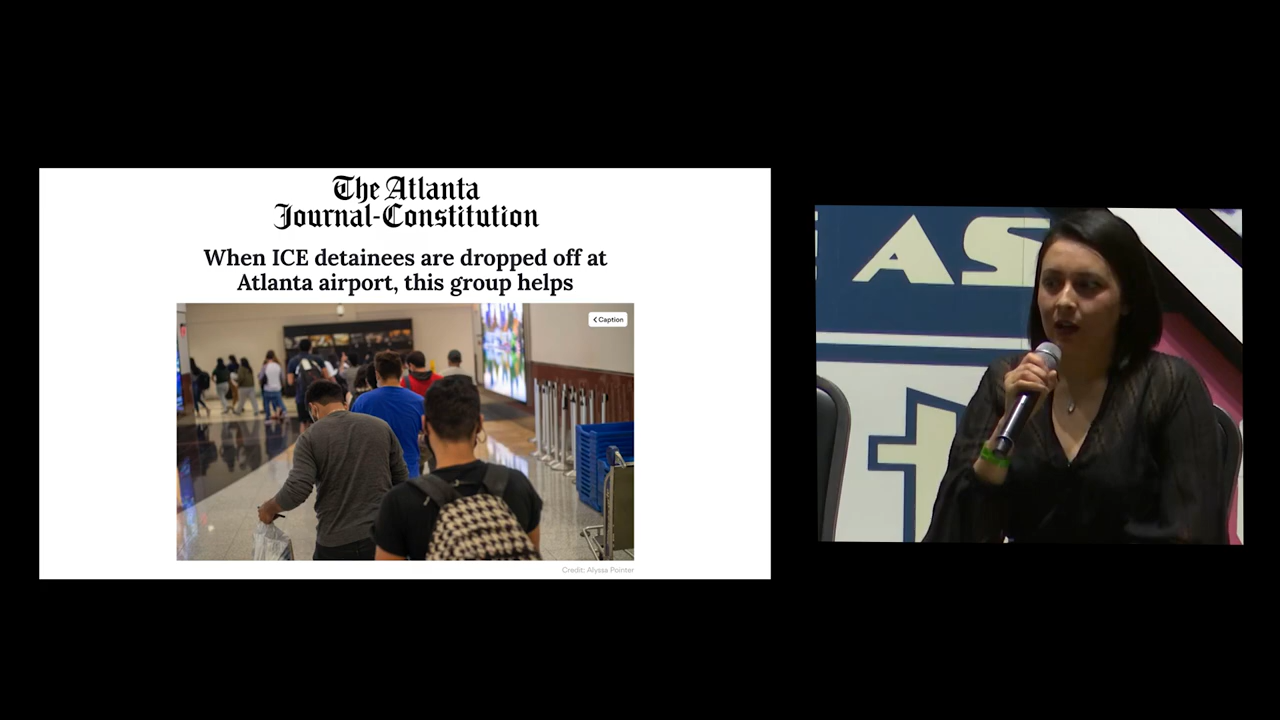 The Atlanta
Journal-Constitution
When ICE detainees are dropped off at
Atlanta airport, this group helps
Caption
Credit: Alyssa Pointer
AS